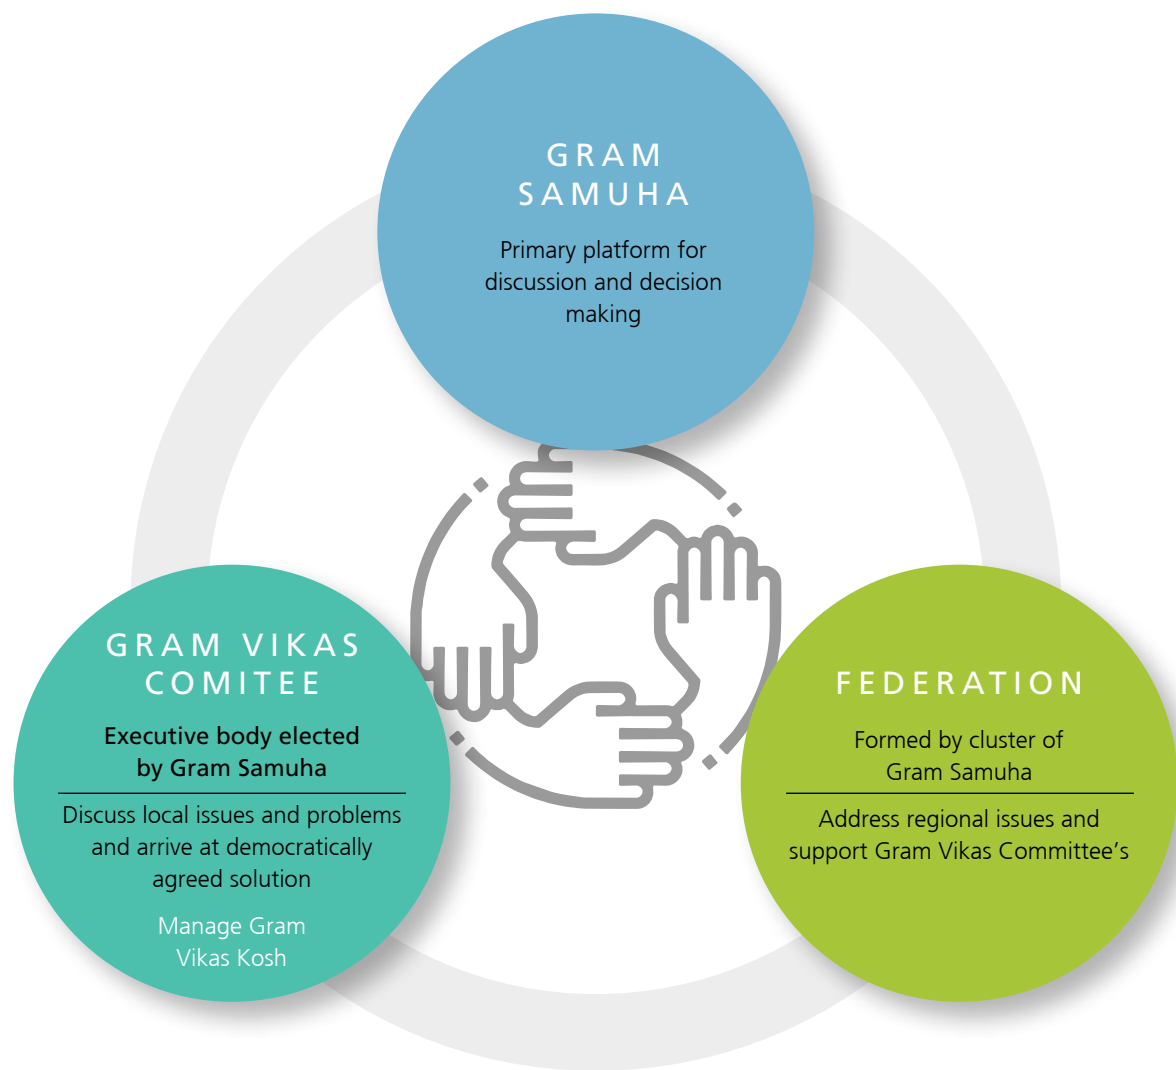 GRAM
SAMUHA
Primary platform for
discussion and decision
making
GRAM VIKAS
COMITEE
Executive body elected
by Gram Samuha
Discuss local issues and problems
and arrive at democratically
agreed solution
Manage Gram
Vikas Kosh
FEDERATION
Formed by cluster of
Gram Samuha
Address regional issues and
support Gram Vikas Committee’s